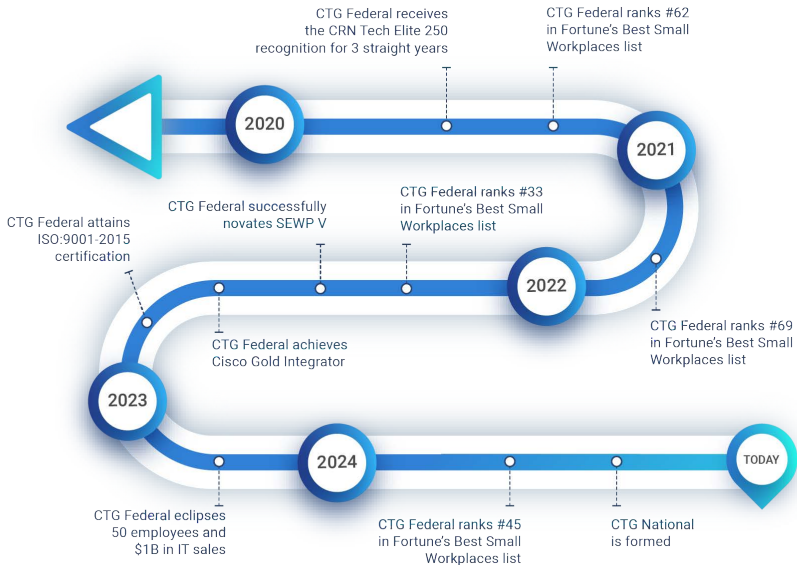 CTG Federal receives
the CRN Tech Elite 250
recognition for 3 straight years
CTG Federal ranks #62
in Fortune's Best Small
Workplaces list
2020
2021
CTG Federal attains
ISO:9001-2015
certification
CTG Federal successfully
novates SEWP V
CTG Federal ranks #33
in Fortune's Best Small
Workplaces list
2022
CTG Federal ranks #69
in Fortune's Best Small
Workplaces list
CTG Federal achieves
Cisco Gold Integrator
2023
2024
TODAY
CTG Federal eclipses
50 employees and
$1B in IT sales
CTG Federal ranks #45
in Fortune's Best Small
Workplaces list
CTG National
is formed